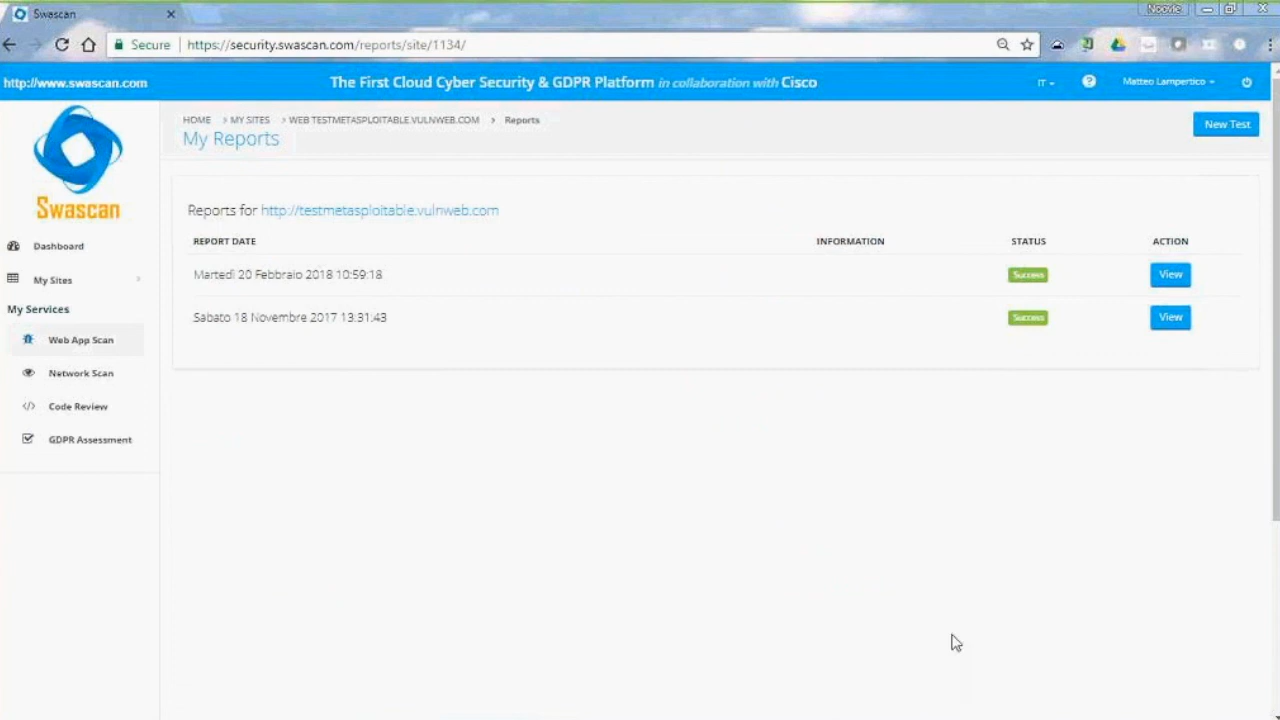 Swascan
Noovle
Secure https://security.swascan.com/reports/site/1134/
http://www.swascan.com
The First Cloud Cyber Security & GDPR Platform in collaboration with Cisco
IT
Matteo Lampertico
HOME > MY SITES > WEB TESTMETASPLOITABLE.VULNWEB.COM > Reports
My Reports
New Test
Swascan
Dashboard
My Sites
My Services
Web App Scan
Network Scan
Code Review
GDPR Assessment
Reports for http://testmetasploitable.vulnweb.com
REPORT DATE INFORMATION STATUS ACTION
Martedì 20 Febbraio 2018 10:59:18 Success View
Sabato 18 Novembre 2017 13:31:43 Success View